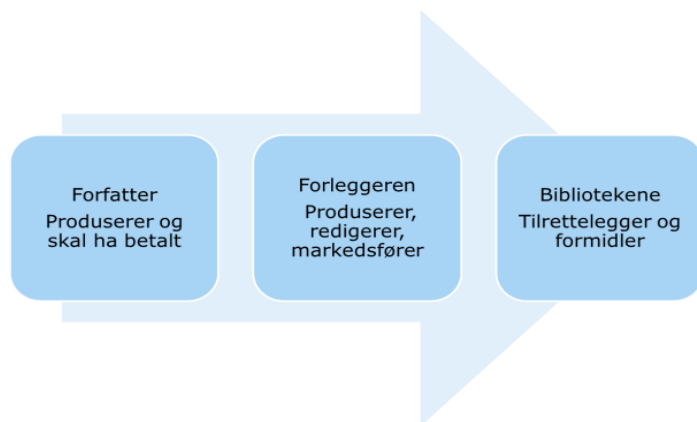 Forfatter
Produserer og
skal ha betalt
Forleggeren
Produserer,
redigerer,
markedsfører
Bibliotekene
Tilrettelegger og
formidler